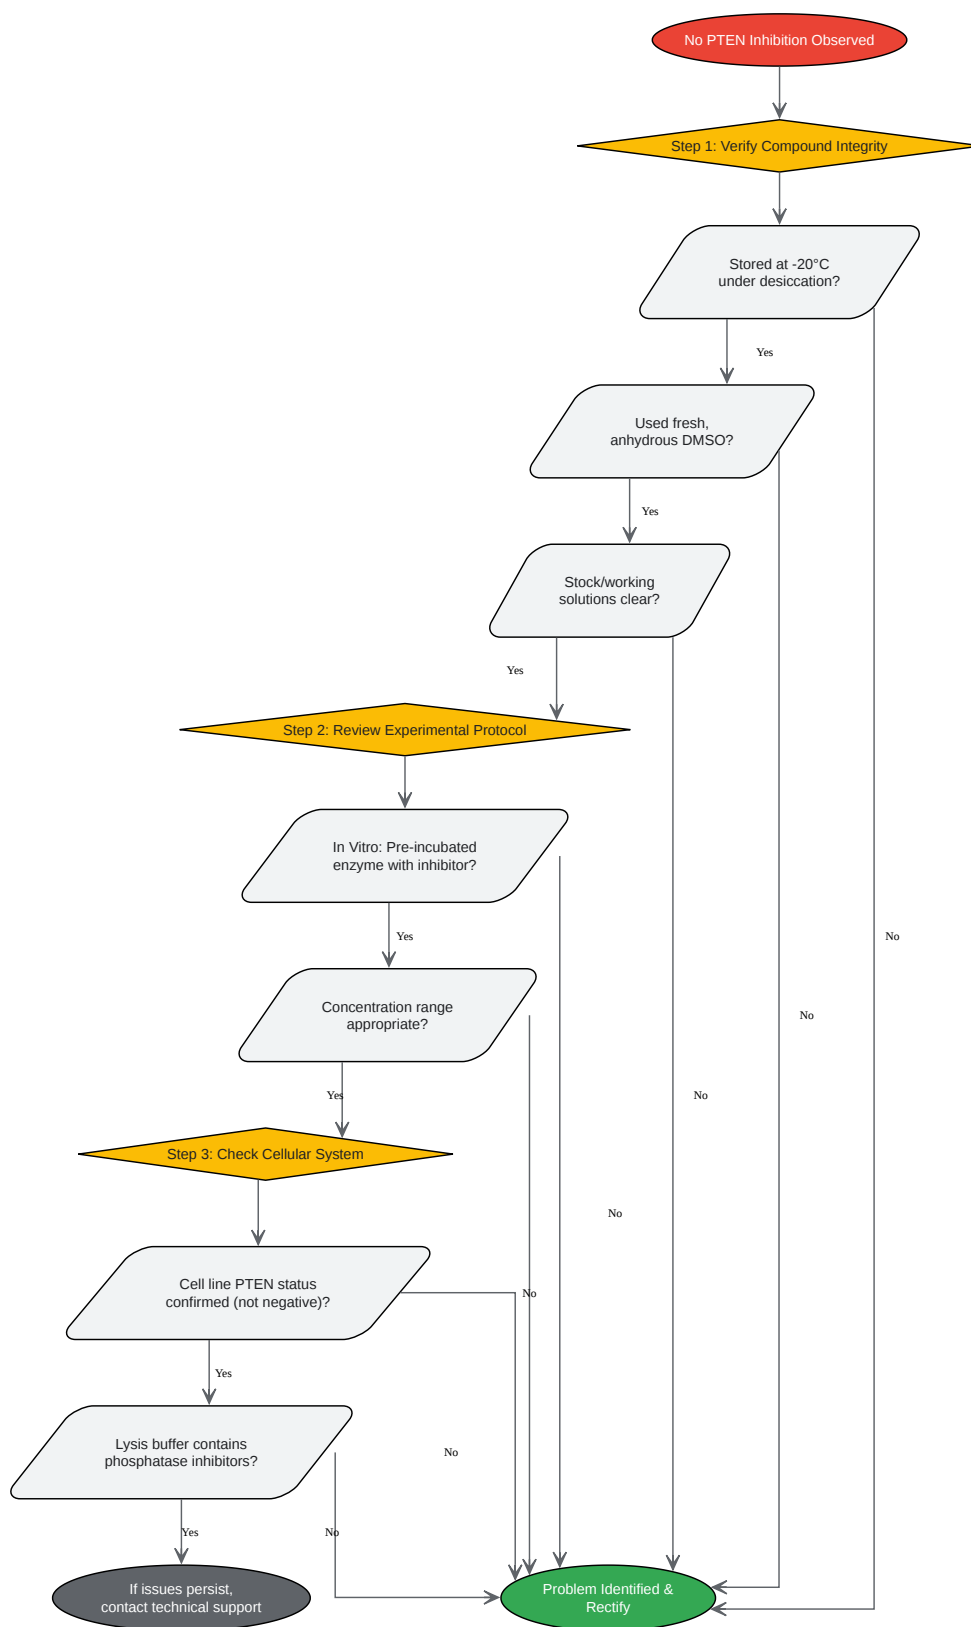 No PTEN Inhibition Observed
Step 1: Verify Compound Integrity
Stored at -20°C
under desiccation?
Yes
Used fresh,
anhydrous DMSO?
Yes
Stock/working
solutions clear?
Yes
Step 2: Review Experimental Protocol
In Vitro: Pre-incubated
enzyme with inhibitor?
Yes
No
Concentration range
appropriate?
No
Yes
No
Step 3: Check Cellular System
No
Cell line PTEN status
confirmed (not negative)?
No
Yes
Lysis buffer contains
phosphatase inhibitors?
No
Yes
No
If issues persist,
contact technical support
Problem Identified &
Rectify